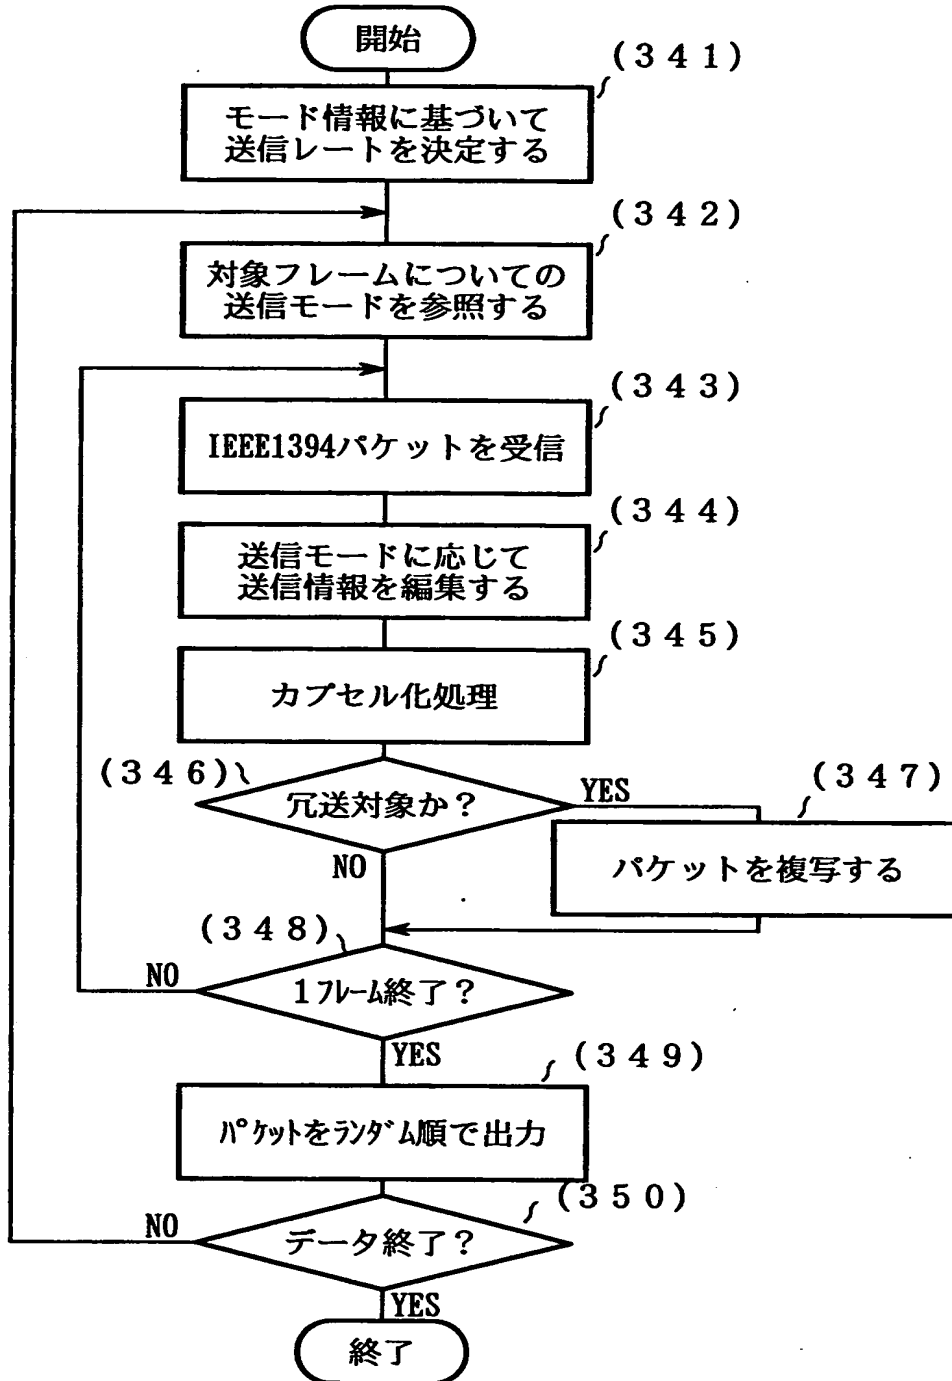 開始
(341)
モード情報に基づいて
送信レートを決定する
(342)
対象フレームについての
送信モードを参照する
(343)
IEEE1394パケットを受信
(344)
送信モードに応じて
送信情報を編集する
(345)
カプセル化処理
(346)
冗送対象か?
YES
(347)
パケットを複写する
NO
(348)
1ﾌﾚｰﾑ終了?
NO
YES
(349)
ﾊﾟｹｯﾄをﾗﾝﾀﾞﾑ順で出力
(350)
データ終了?
NO
YES
終了